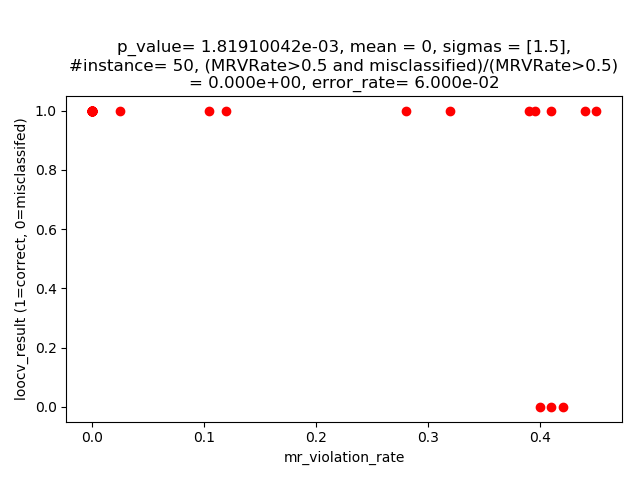 p_value= 1.81910042e-03, mean = 0, sigmas = [1.5],
#instance= 50, (MRVRate>0.5 and misclassified)/(MRVRate>0.5)
= 0.000e+00, error_rate= 6.000e-02
1.0
0.8
0.6
0.4
0.2
0.0
loocv_result (1=correct, 0=misclassifed)
0.0 0.1 0.2 0.3 0.4
mr_violation_rate